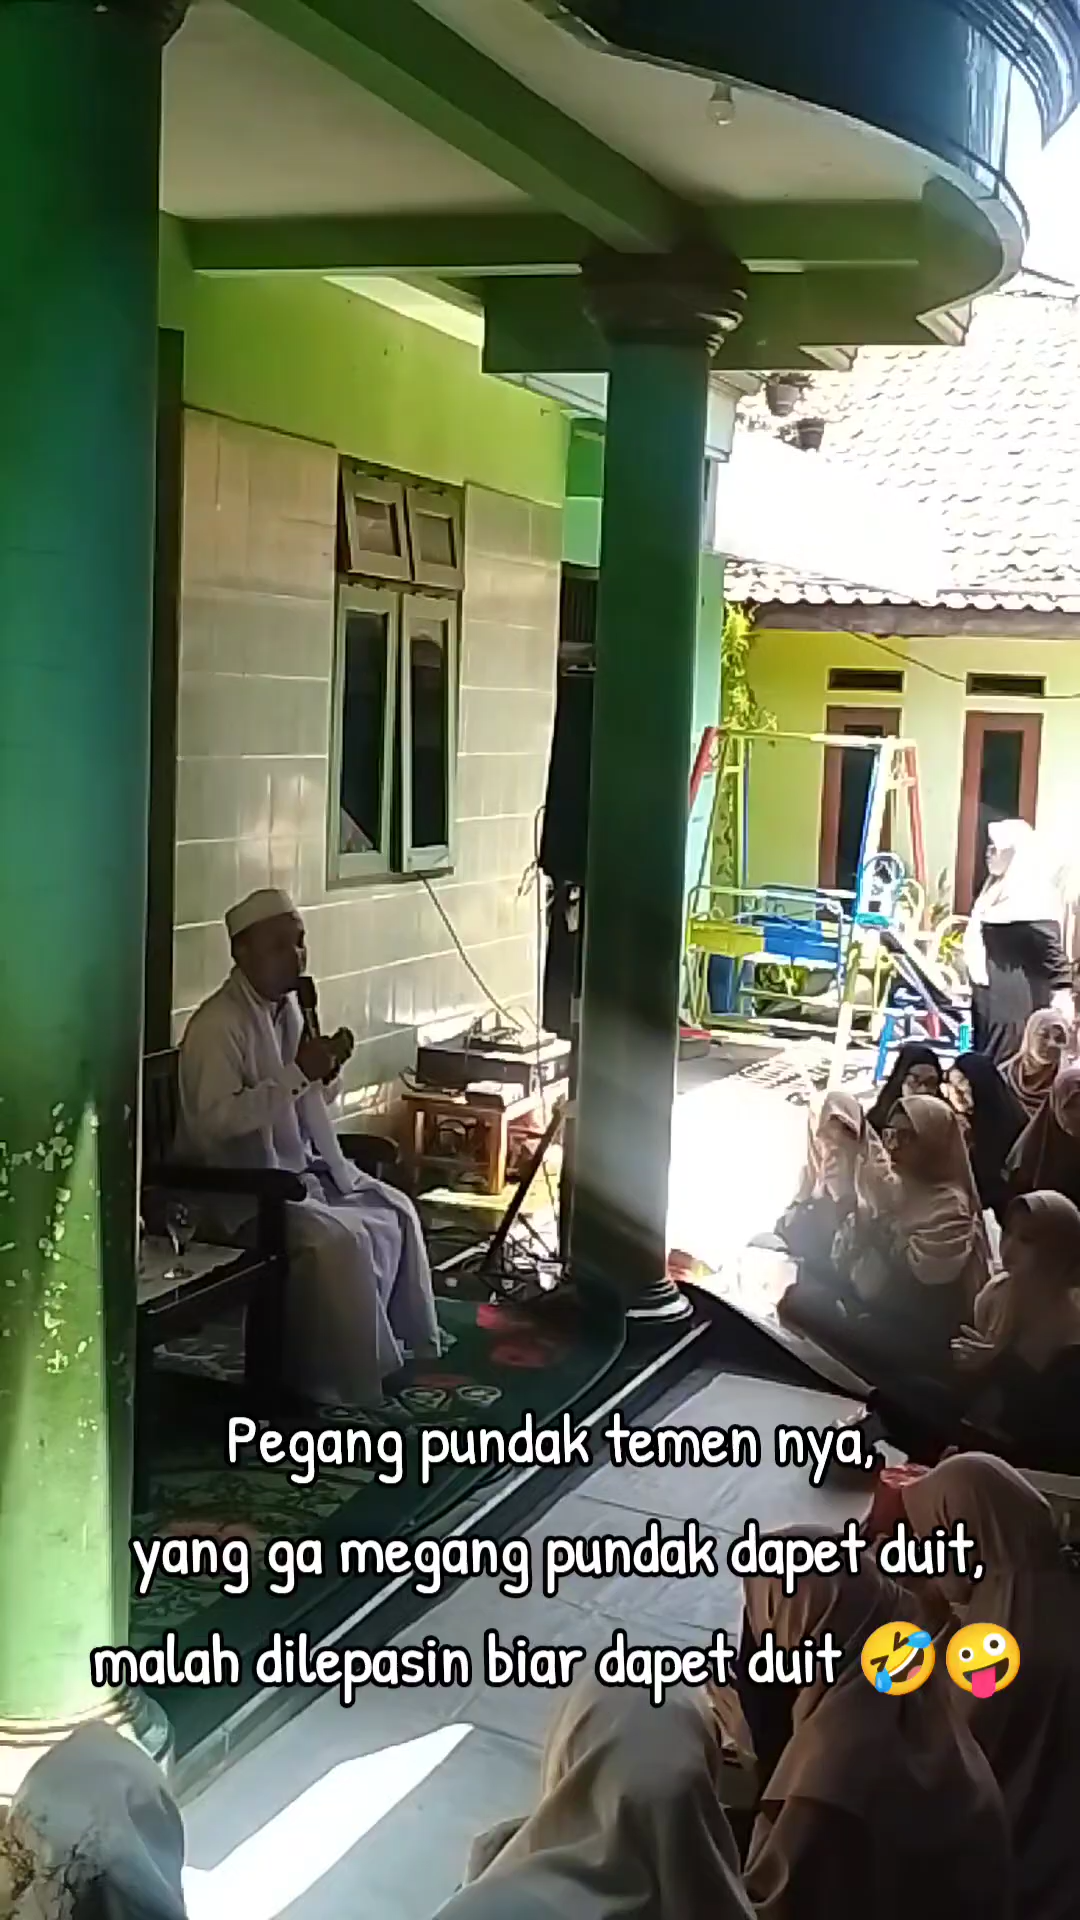 Pegang pundak temen nya,
yang ga megang pundak dapet duit,
malah dilepasin biar dapet duit 🤣🤪